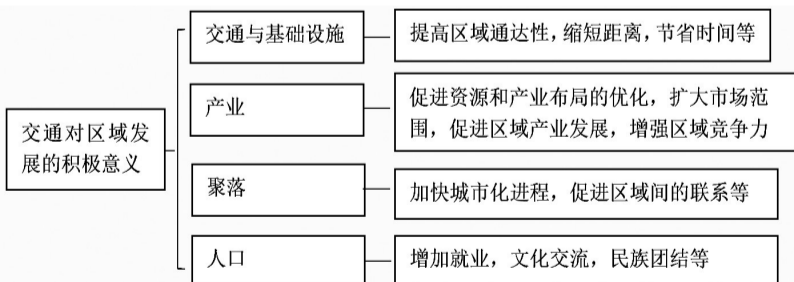 交通对区域发
展的积极意义
交通与基础设施
提高区域通达性，缩短距离，节省时间等
产业
促进资源和产业布局的优化，扩大市场范
围，促进区域产业发展，增强区域竞争力
聚落
加快城市化进程，促进区域间的联系等
人口
增加就业，文化交流，民族团结等